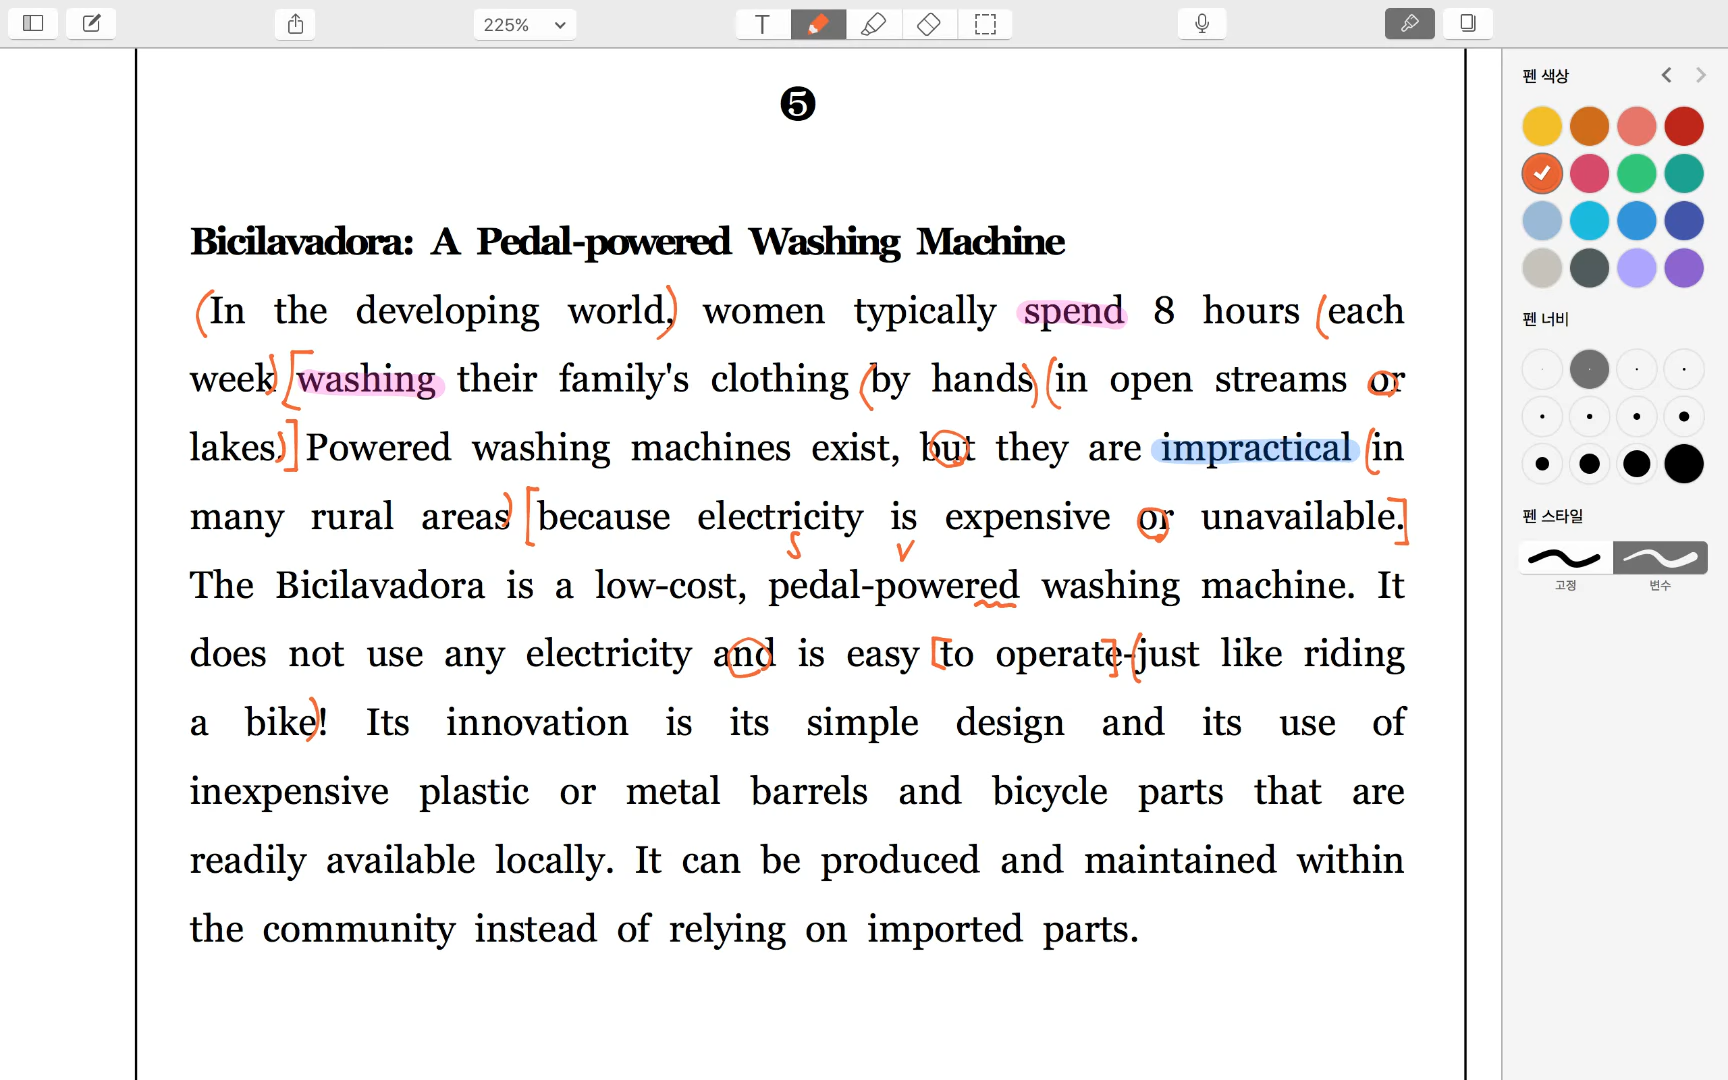 225%
T
펜 색상
❺
펜 너비
펜 스타일
고정
변수
Bicilavadora: A Pedal-powered Washing Machine
(In the developing world,) women typically spend 8 hours (each
week) [washing their family's clothing (by hands) (in open streams or
lakes.)] Powered washing machines exist, but they are impractical (in
many rural areas) [because electricity is expensive or unavailable.]
S V
The Bicilavadora is a low-cost, pedal-powered washing machine. It
does not use any electricity and is easy [to operate]-(just like riding
a bike)! Its innovation is its simple design and its use of
inexpensive plastic or metal barrels and bicycle parts that are
readily available locally. It can be produced and maintained within
the community instead of relying on imported parts.